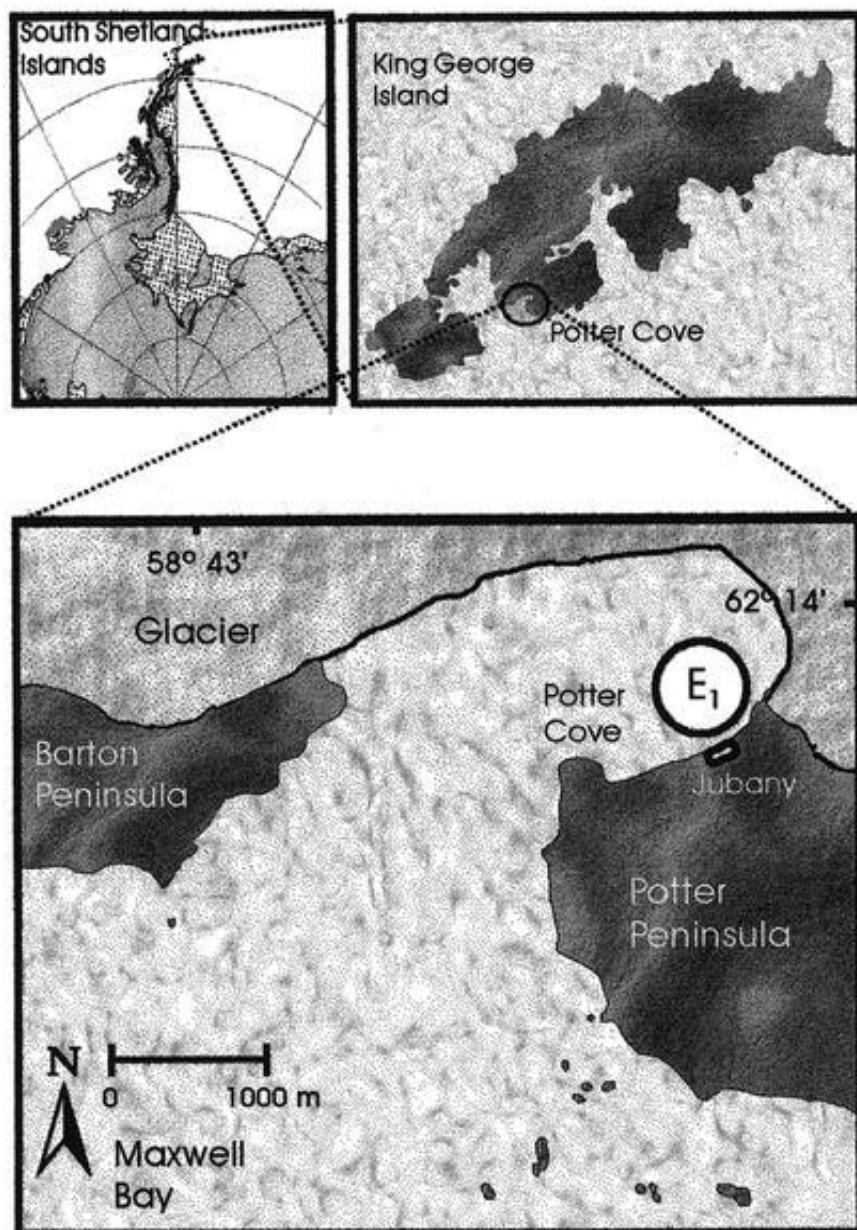 South Shetland
Islands
King George
Island
Potter Cove
58° 43'
62° 14'
Glacier
Potter
Cove
E₁
Barton
Peninsula
Jubany
Potter
Peninsula
N
0
1000 m
Maxwell
Bay